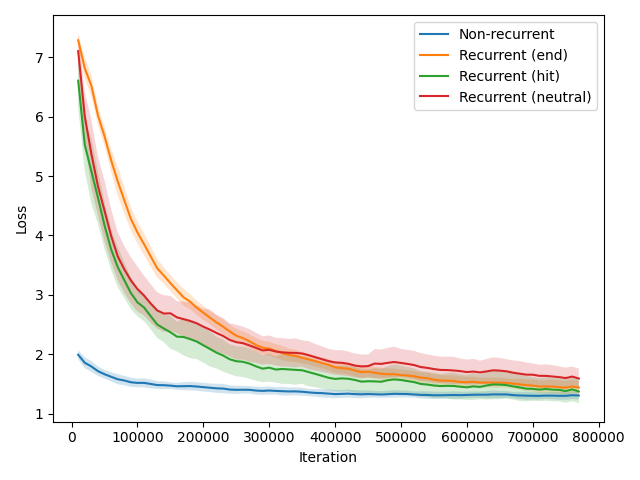 Non-recurrent
Recurrent (end)
Recurrent (hit)
Recurrent (neutral)
7
6
5
4
3
2
1
Loss
0 100000 200000 300000 400000 500000 600000 700000 800000
Iteration